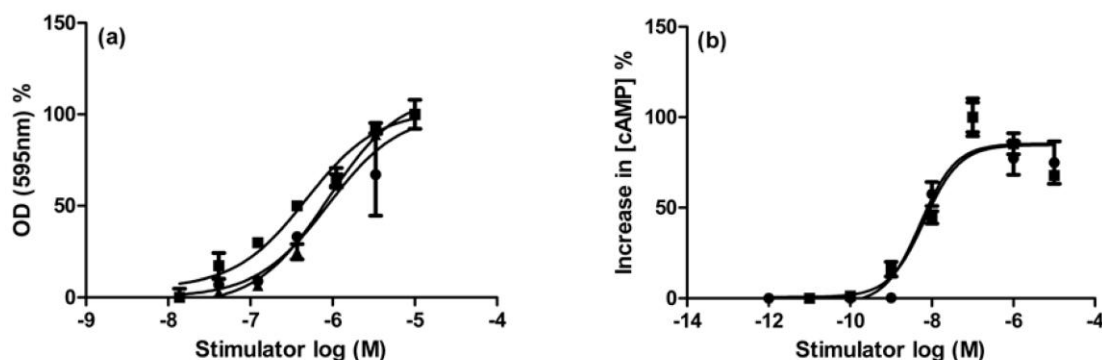 (a)
OD (595nm) %
150
100
50
0
-9 -8 -7 -6 -5 -4
Stimulator log (M)
(b)
Increase in [cAMP] %
150
100
50
0
-14 -12 -10 -8 -6 -4
Stimulator log (M)